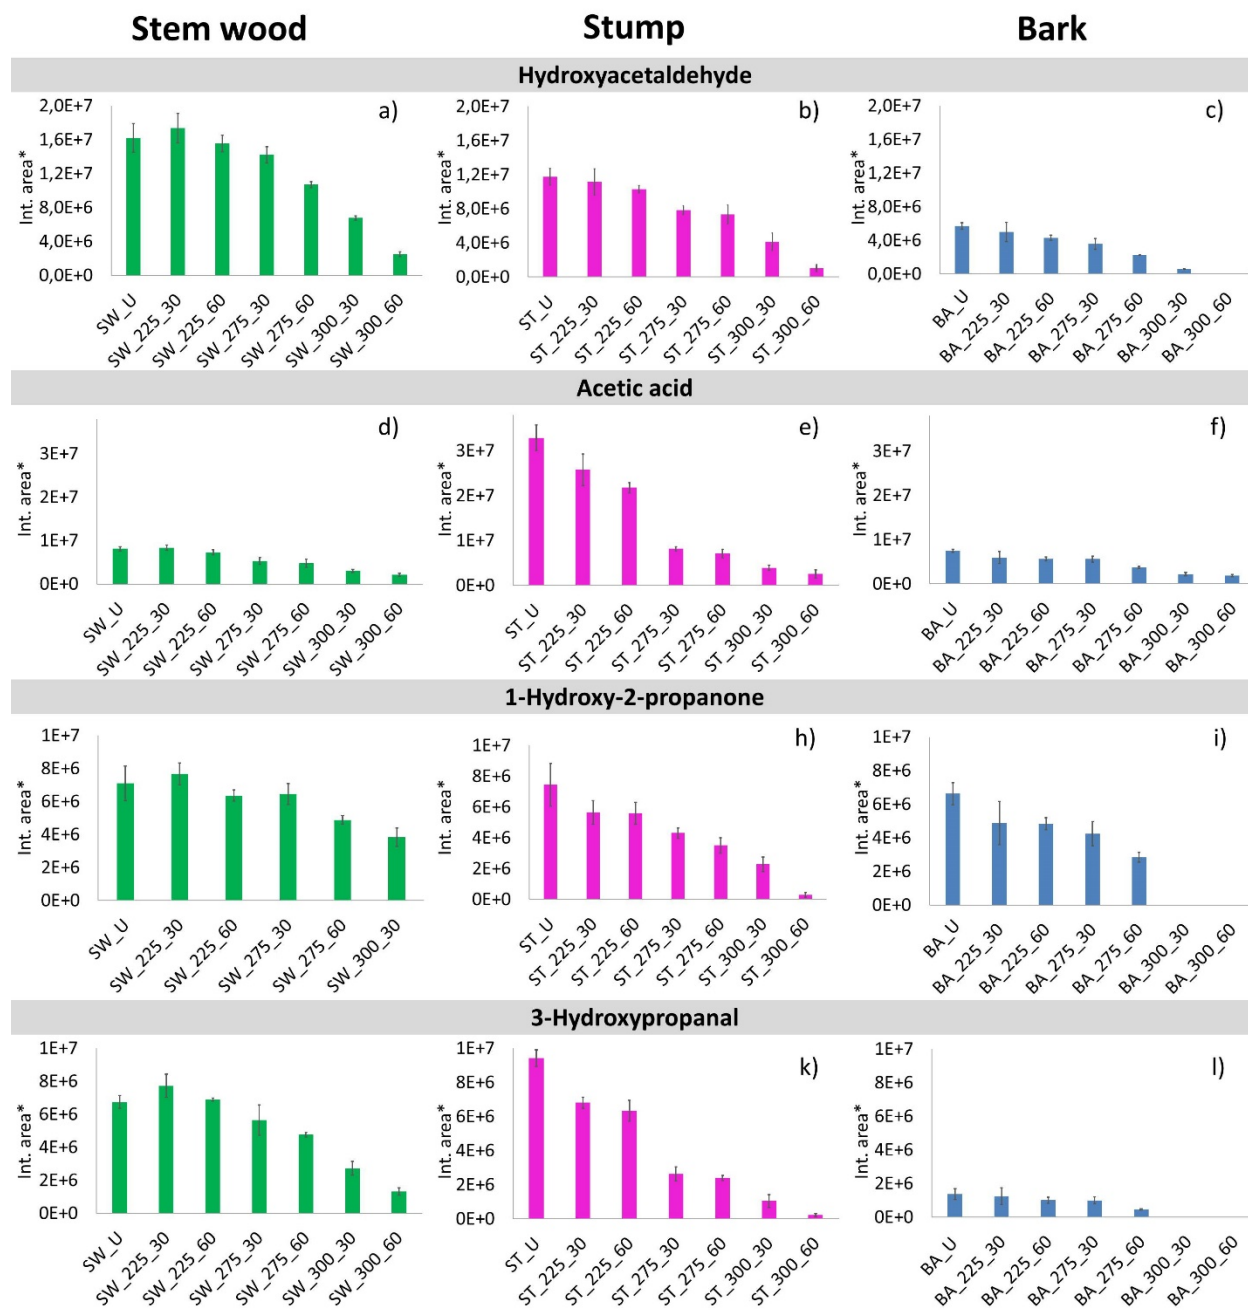 Stem wood Stump Bark
Hydroxyacetaldehyde
a) b) c)
Int. area* Int. area* Int. area*
2,0E+7 2,0E+7 2,0E+7
1,6E+7 1,6E+7 1,6E+7
1,2E+7 1,2E+7 1,2E+7
8,0E+6 8,0E+6 8,0E+6
4,0E+6 4,0E+6 4,0E+6
0,0E+0 0,0E+0 0,0E+0
SW_U SW_225_30 SW_225_60 SW_275_30 SW_275_60 SW_300_30 SW_300_60
ST_U ST_225_30 ST_225_60 ST_275_30 ST_275_60 ST_300_30 ST_300_60
BA_U BA_225_30 BA_225_60 BA_275_30 BA_275_60 BA_300_30 BA_300_60
Acetic acid
d) e) f)
Int. area* Int. area* Int. area*
3E+7 3E+7 3E+7
2E+7 2E+7 2E+7
1E+7 1E+7 1E+7
0E+0 0E+0 0E+0
SW_U SW_225_30 SW_225_60 SW_275_30 SW_275_60 SW_300_30 SW_300_60
ST_U ST_225_30 ST_225_60 ST_275_30 ST_275_60 ST_300_30 ST_300_60
BA_U BA_225_30 BA_225_60 BA_275_30 BA_275_60 BA_300_30 BA_300_60
1-Hydroxy-2-propanone
h) i)
Int. area* Int. area* Int. area*
1E+7 1E+7 1E+7
8E+6 8E+6 8E+6
6E+6 6E+6 6E+6
4E+6 4E+6 4E+6
2E+6 2E+6 2E+6
0E+0 0E+0 0E+0
SW_U SW_225_30 SW_225_60 SW_275_30 SW_275_60 SW_300_30
ST_U ST_225_30 ST_225_60 ST_275_30 ST_275_60 ST_300_30 ST_300_60
BA_U BA_225_30 BA_225_60 BA_275_30 BA_275_60 BA_300_30 BA_300_60
3-Hydroxypropanal
k) l)
Int. area* Int. area* Int. area*
1E+7 1E+7 1E+7
8E+6 8E+6 8E+6
6E+6 6E+6 6E+6
4E+6 4E+6 4E+6
2E+6 2E+6 2E+6
0E+0 0E+0 0E+0
SW_U SW_225_30 SW_225_60 SW_275_30 SW_275_60 SW_300_30 SW_300_60
ST_U ST_225_30 ST_225_60 ST_275_30 ST_275_60 ST_300_30 ST_300_60
BA_U BA_225_30 BA_225_60 BA_275_30 BA_275_60 BA_300_30 BA_300_60